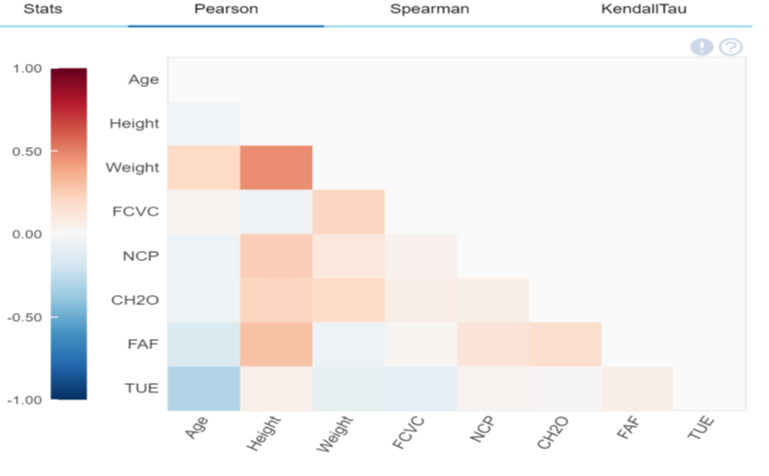 Stats Pearson Spearman KendallTau
! ?
1.00
0.50
0.00
-0.50
-1.00
Age
Height
Weight
FCVC
NCP
CH2O
FAF
TUE
Age Height Weight FCVC NCP CH2O FAF TUE